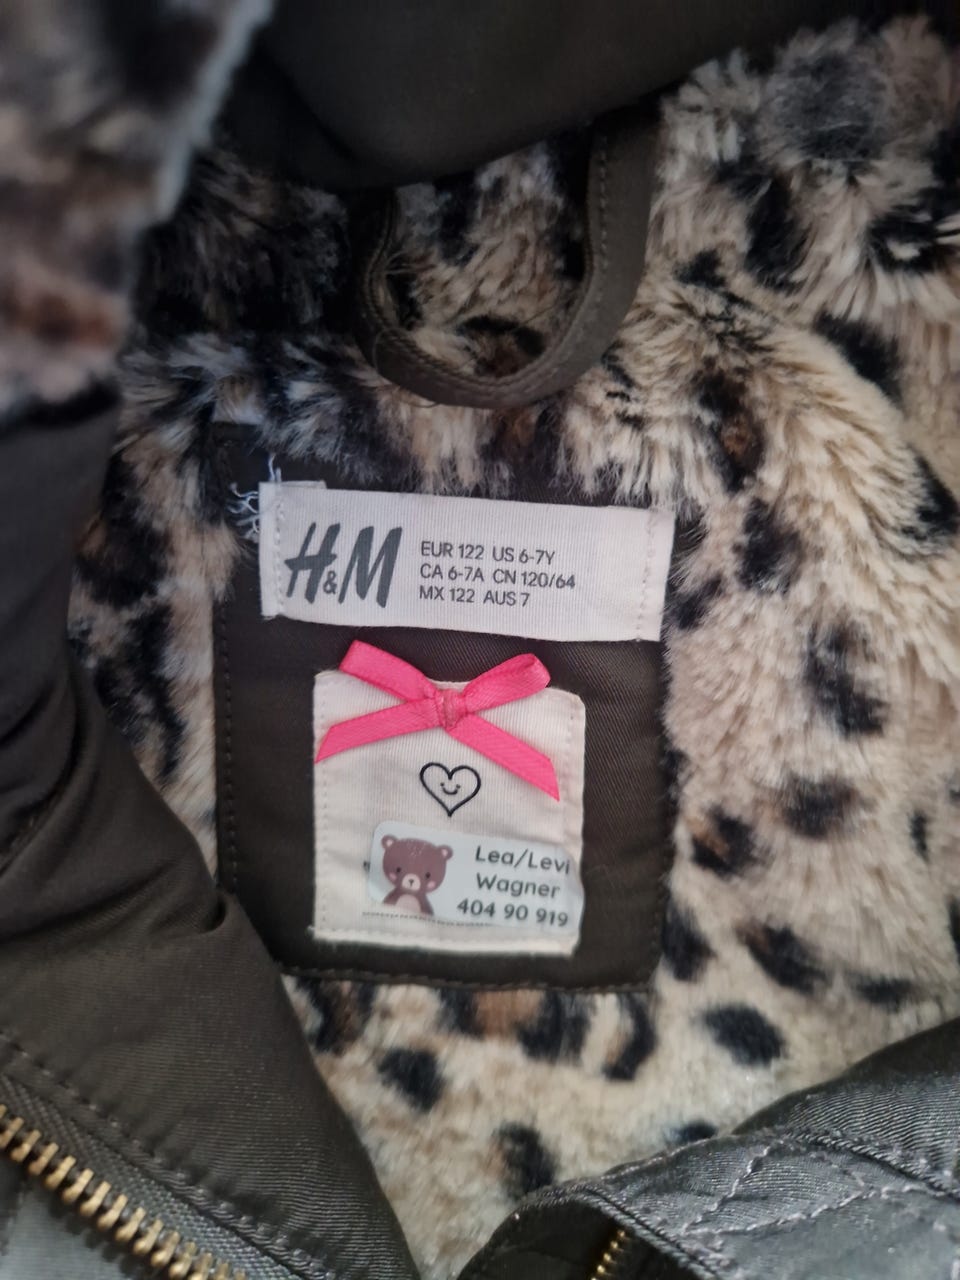 H&M
EUR 122 US 6-7Y
CA 6-7A CN 120/64
MX 122 AUS 7
Lea/Levi
Wagner
404 90 919